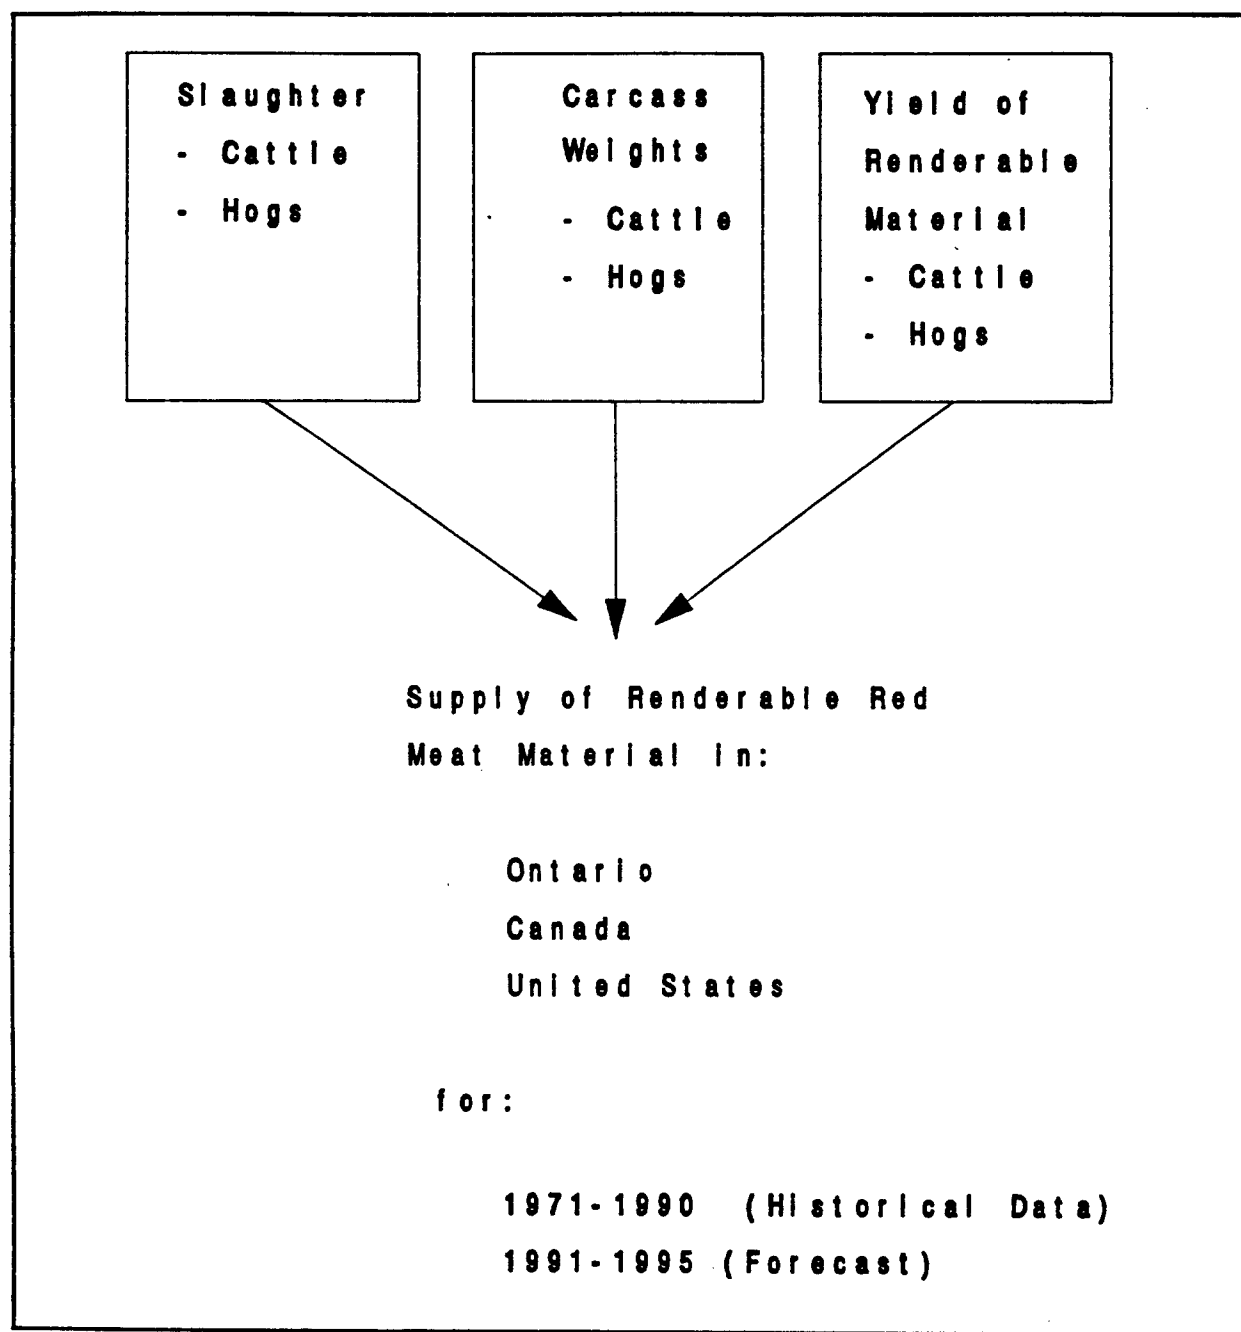 Slaughter
- Cattle
- Hogs
Carcass
Weights
- Cattle
- Hogs
Yield of
Renderable
Material
- Cattle
- Hogs
Supply of Renderable Red
Meat Material in:
Ontario
Canada
United States
for:
1971-1990 (Historical Data)
1991-1995 (Forecast)